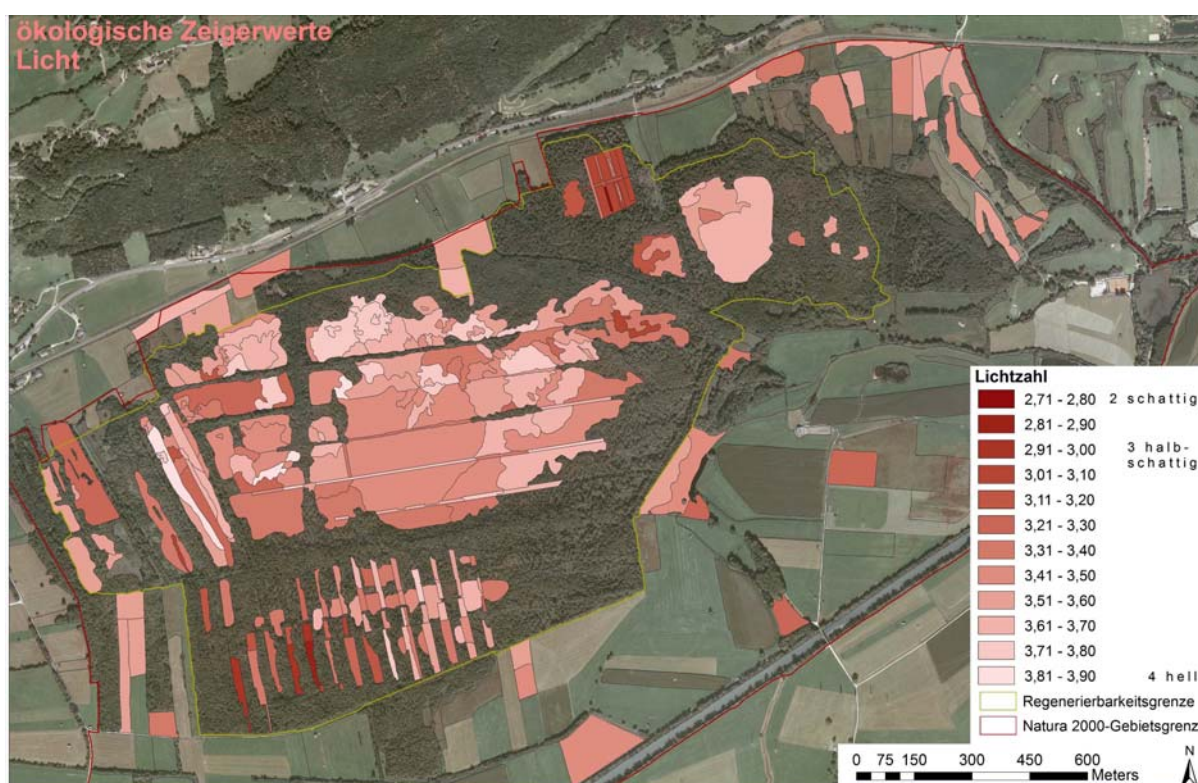 ökologische Zeigerwerte
Licht
Lichtzahl
2,71 - 2,80 2 schattig
2,81 - 2,90
2,91 - 3,00 3 halb-
3,01 - 3,10 schattig
3,11 - 3,20
3,21 - 3,30
3,31 - 3,40
3,41 - 3,50
3,51 - 3,60
3,61 - 3,70
3,71 - 3,80
3,81 - 3,90 4 hell
Regenerierbarkeitsgrenze
Natura 2000-Gebietsgrenz
N
0 75 150 300 450 600
Meters